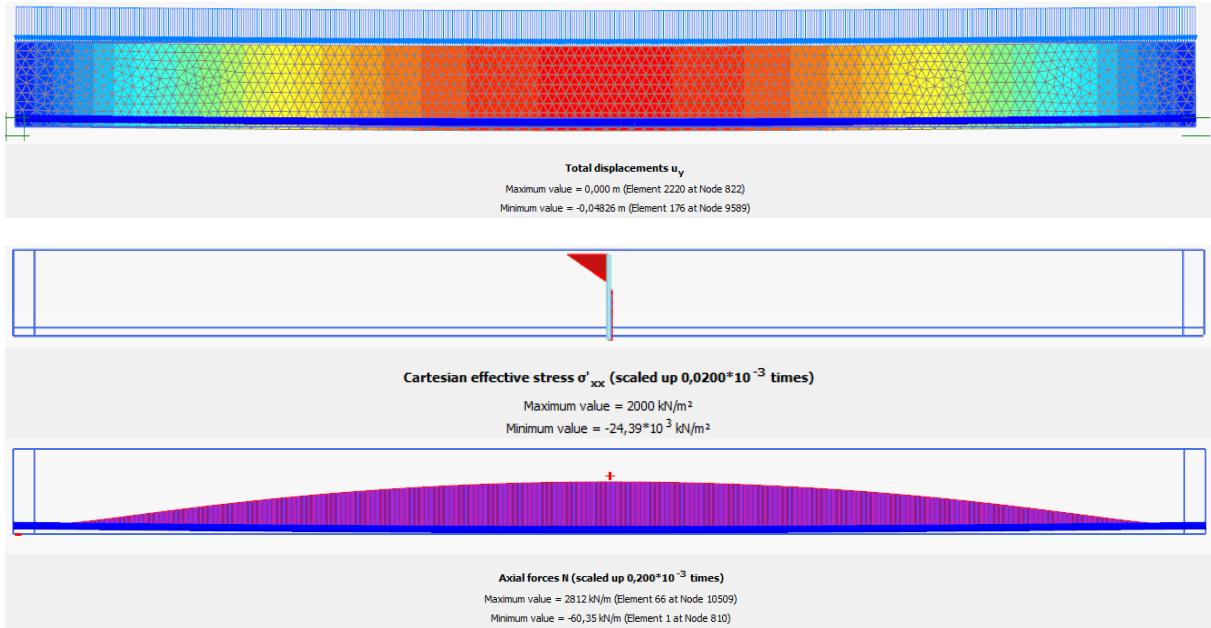 Total displacements uy
Maximum value = 0,000 m (Element 2220 at Node 822)
Minimum value = -0,04826 m (Element 176 at Node 9589)
Cartesian effective stress σ'xx (scaled up 0,0200*10-3 times)
Maximum value = 2000 kN/m²
Minimum value = -24,39*10 3 kN/m²
Axial forces N (scaled up 0,200*10-3 times)
Maximum value = 2812 kN/m (Element 66 at Node 10509)
Minimum value = -60,35 kN/m (Element 1 at Node 810)